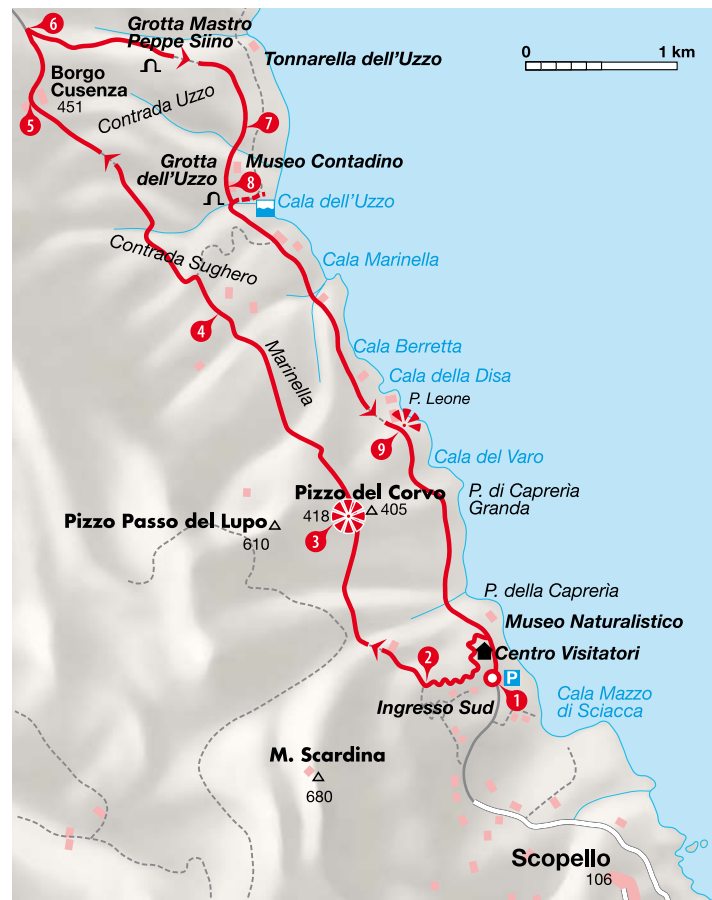 6
Grotta Mastro
Peppe Siino
0
1 km
Tonnarella dell'Uzzo
Borgo
Cusenza
451
Contrada Uzzo
5
7
Grotta
dell'Uzzo
Museo Contadino
8
Cala dell'Uzzo
Contrada Sughero
Cala Marinella
4
Marinella
Cala Berretta
Cala della Disa
P. Leone
9
Cala del Varo
Pizzo del Corvo
418
405
P. di Caprerìa
Granda
Pizzo Passo del Lupo
610
3
P. della Caprerìa
Museo Naturalistico
2
Centro Visitatori
P
1
Ingresso Sud
Cala Mazzo
di Sciacca
M. Scardina
680
Scopello
106